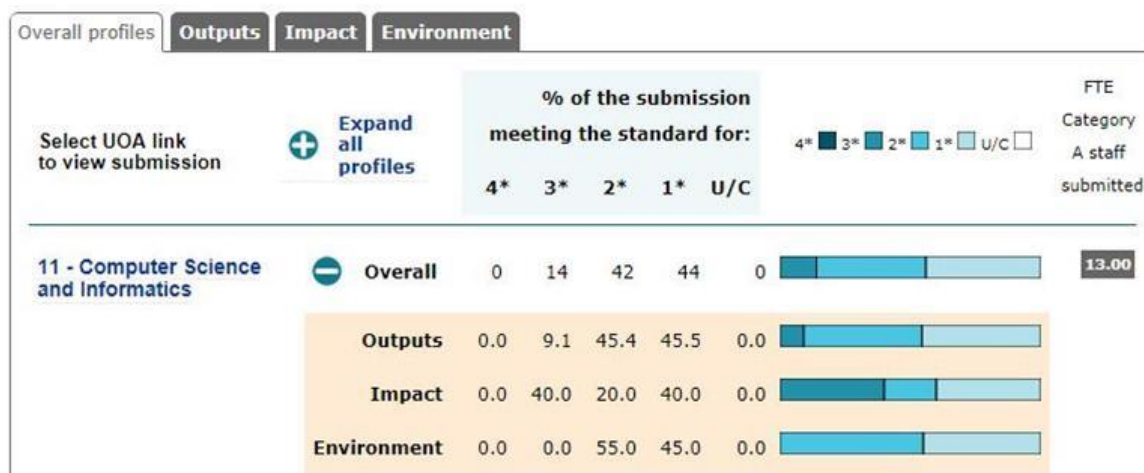 Overall profiles Outputs Impact Environment
% of the submission
meeting the standard for:
Select UOA link
to view submission
Expand
all
profiles
4* 3* 2* 1* U/C
4* 3* 2* 1* U/C
FTE
Category
A staff
submitted
11 - Computer Science
and Informatics
Overall 0 14 42 44 0 13.00
Outputs 0.0 9.1 45.4 45.5 0.0
Impact 0.0 40.0 20.0 40.0 0.0
Environment 0.0 0.0 55.0 45.0 0.0